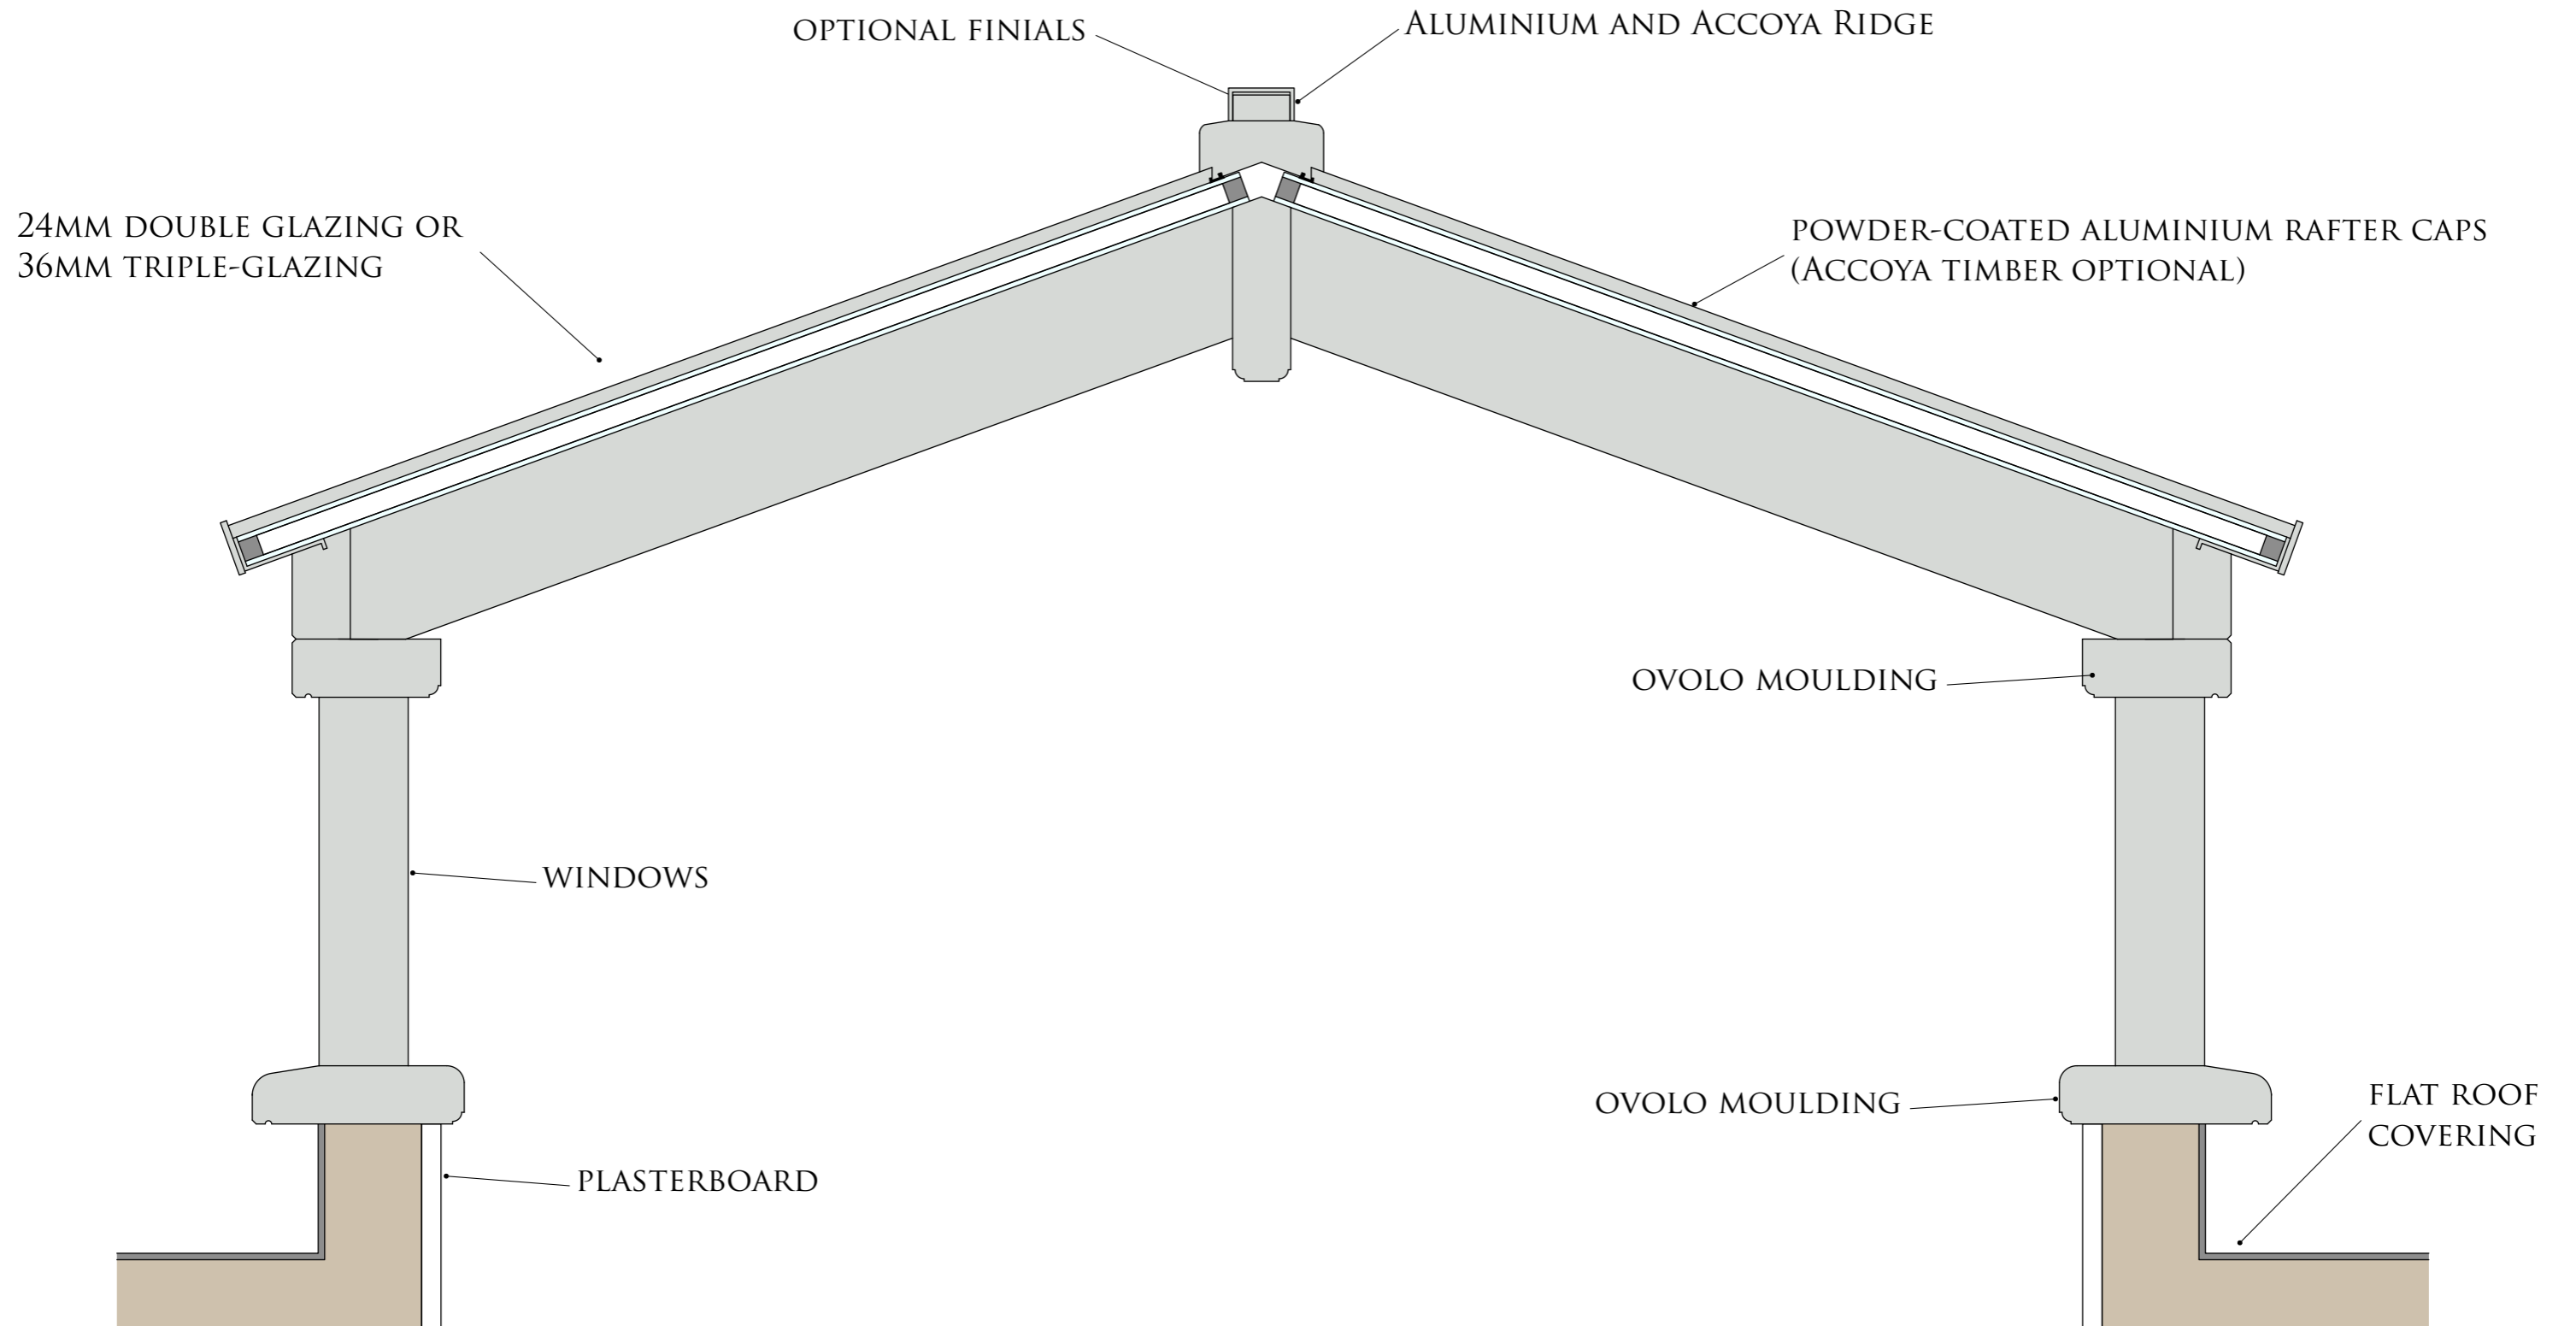 OPTIONAL FINIALS
ALUMINIUM AND ACCOYA RIDGE
24MM DOUBLE GLAZING OR
36MM TRIPLE-GLAZING
POWDER-COATED ALUMINIUM RAFTER CAPS
(ACCOYA TIMBER OPTIONAL)
OVOLO MOULDING
WINDOWS
OVOLO MOULDING
FLAT ROOF
COVERING
PLASTERBOARD